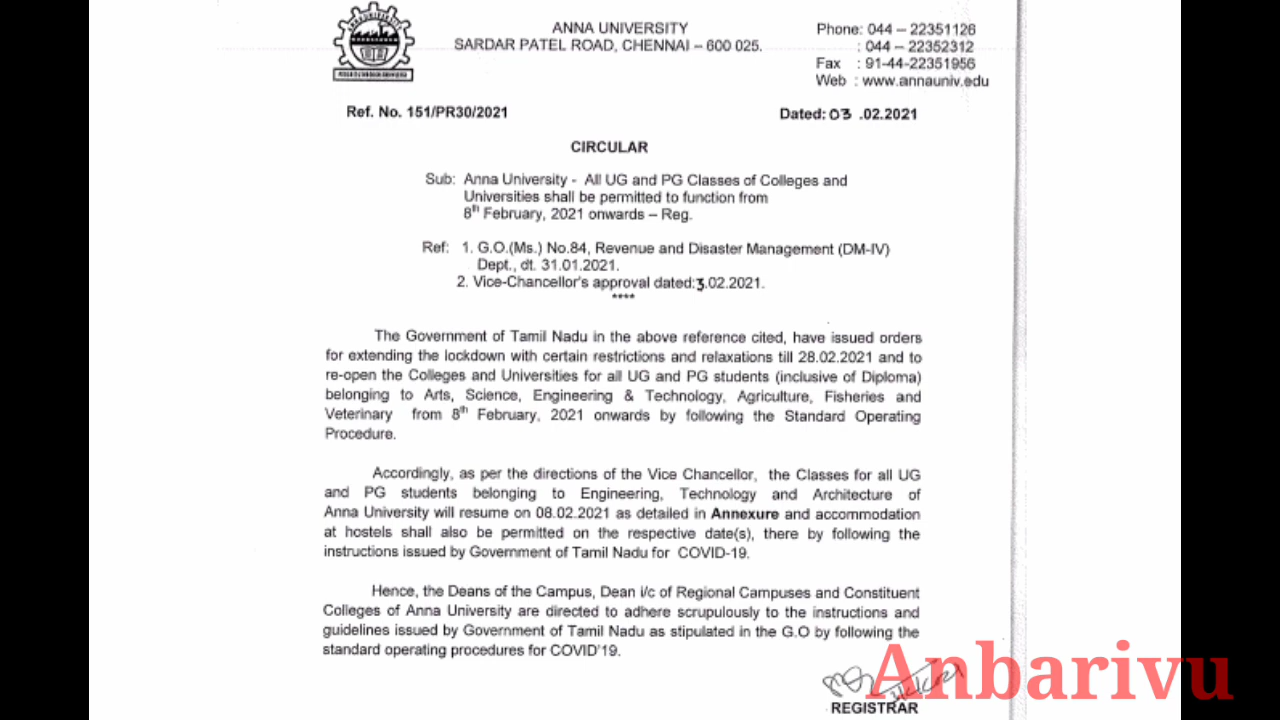 ANNA UNIVERSITY
SARDAR PATEL ROAD, CHENNAI – 600 025.
Phone: 044 – 22351126
: 044 – 22352312
Fax : 91-44-22351956
Web : www.annauniv.edu
Ref. No. 151/PR30/2021
Dated: 03 .02.2021
CIRCULAR
Sub: Anna University - All UG and PG Classes of Colleges and
Universities shall be permitted to function from
8th February, 2021 onwards – Reg.
Ref: 1. G.O.(Ms.) No.84, Revenue and Disaster Management (DM-IV)
Dept., dt. 31.01.2021.
2. Vice-Chancellor's approval dated:3.02.2021.
****
The Government of Tamil Nadu in the above reference cited, have issued orders
for extending the lockdown with certain restrictions and relaxations till 28.02.2021 and to
re-open the Colleges and Universities for all UG and PG students (inclusive of Diploma)
belonging to Arts, Science, Engineering & Technology, Agriculture, Fisheries and
Veterinary from 8th February, 2021 onwards by following the Standard Operating
Procedure.
Accordingly, as per the directions of the Vice Chancellor, the Classes for all UG
and PG students belonging to Engineering, Technology and Architecture of
Anna University will resume on 08.02.2021 as detailed in Annexure and accommodation
at hostels shall also be permitted on the respective date(s), there by following the
instructions issued by Government of Tamil Nadu for COVID-19.
Hence, the Deans of the Campus, Dean i/c of Regional Campuses and Constituent
Colleges of Anna University are directed to adhere scrupulously to the instructions and
guidelines issued by Government of Tamil Nadu as stipulated in the G.O by following the
standard operating procedures for COVID'19.
Anbarivu
REGISTRAR